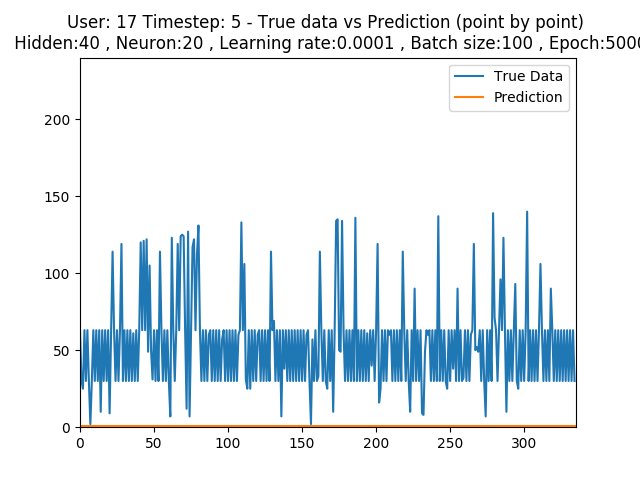 User: 17 Timestep: 5 - True data vs Prediction (point by point)
Hidden:40 , Neuron:20 , Learning rate:0.0001 , Batch size:100 , Epoch:5000
True Data
Prediction
200
150
100
50
0
0 50 100 150 200 250 300